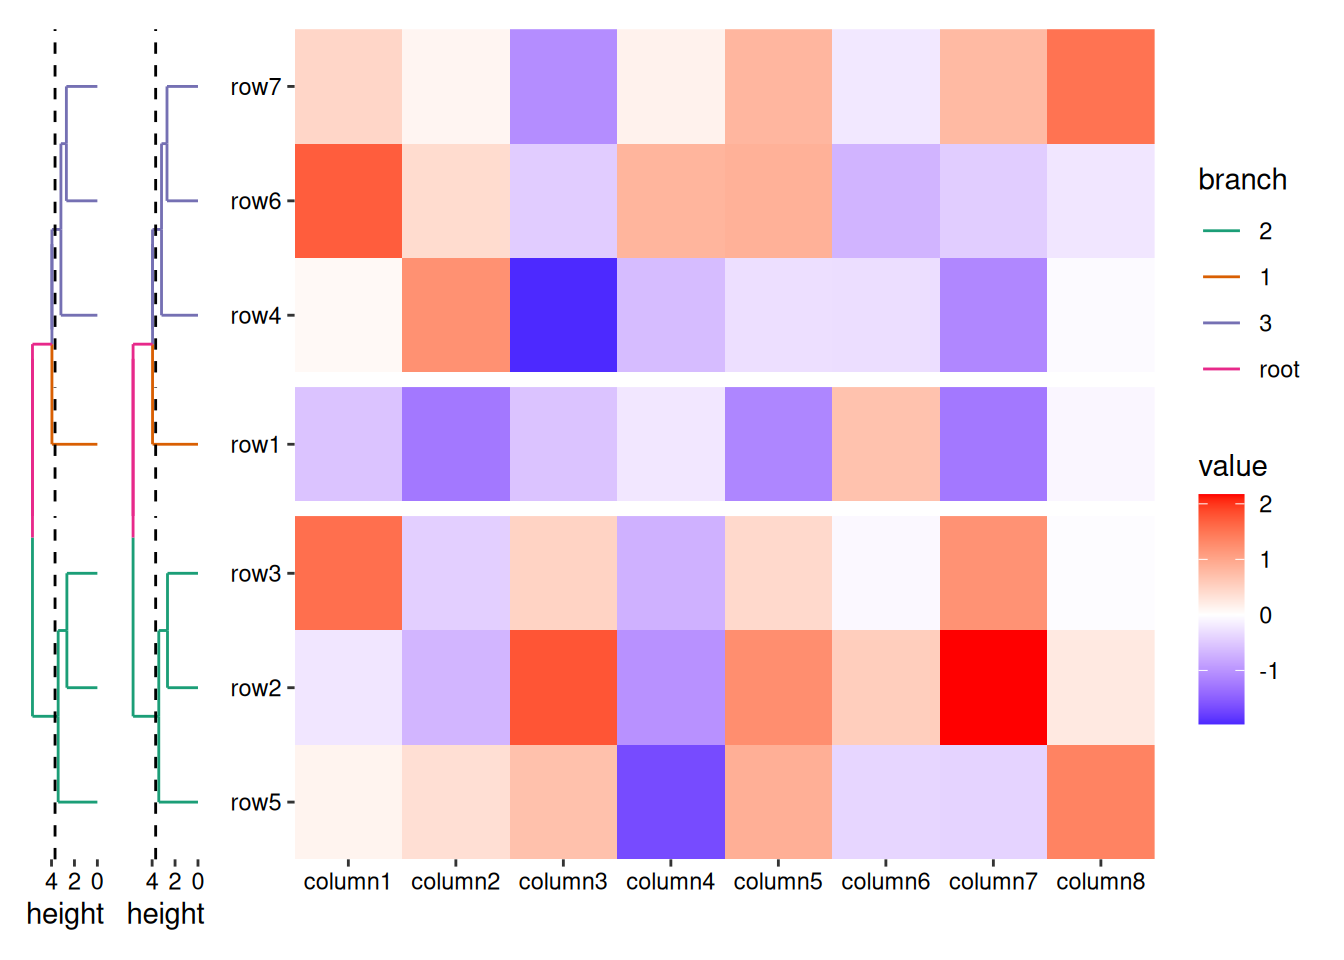 row7
row6
row4
row1
row3
row2
row5
4 2 0
height
4 2 0
height
column1 column2 column3 column4 column5 column6 column7 column8
branch
2
1
3
root
value
2
1
0
-1